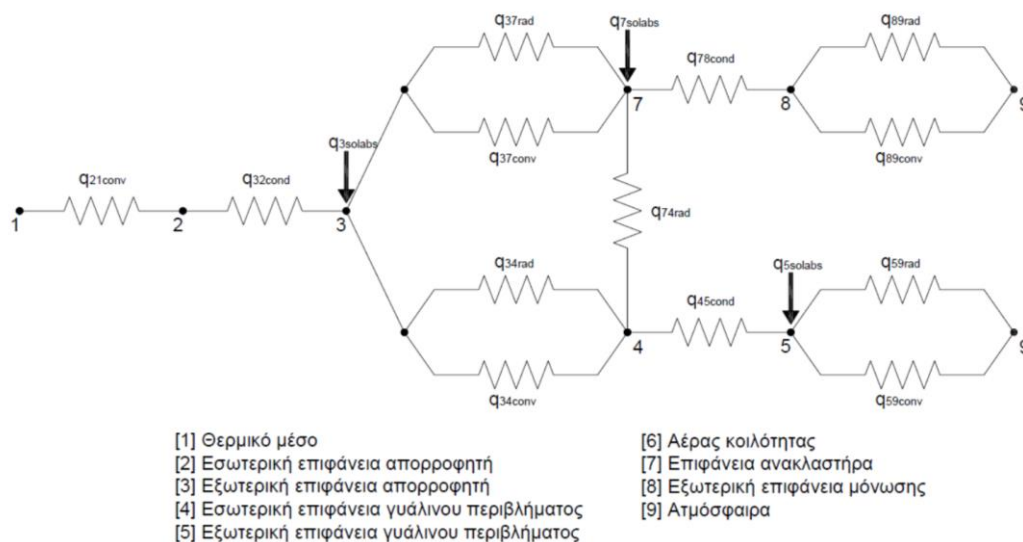 q37rad
q7solabs
q89rad
q78cond
7
8
9
q3solabs
q37conv
q89conv
q21conv
q32cond
q74rad
1
2
3
q34rad
q5solabs
q59rad
q45cond
4
5
9
q34conv
q59conv
[1] Θερμικό μέσο
[2] Εσωτερική επιφάνεια απορροφητή
[3] Εξωτερική επιφάνεια απορροφητή
[4] Εσωτερική επιφάνεια γυάλινου περιβλήματος
[5] Εξωτερική επιφάνεια γυάλινου περιβλήματος
[6] Αέρας κοιλότητας
[7] Επιφάνεια ανακλαστήρα
[8] Εξωτερική επιφάνεια μόνωσης
[9] Ατμόσφαιρα